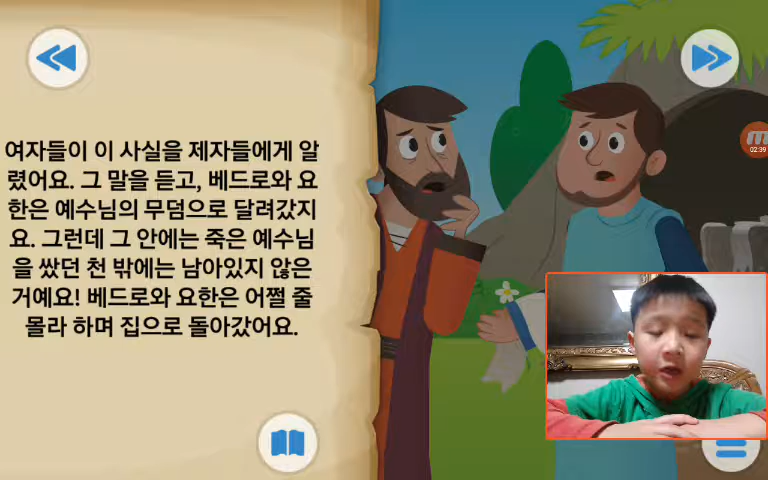 여자들이 이 사실을 제자들에게 알
렸어요. 그 말을 듣고, 베드로와 요
한은 예수님의 무덤으로 달려갔지
요. 그런데 그 안에는 죽은 예수님
을 쌌던 천 밖에는 남아있지 않은
거예요! 베드로와 요한은 어쩔 줄
몰라 하며 집으로 돌아갔어요.
02:39